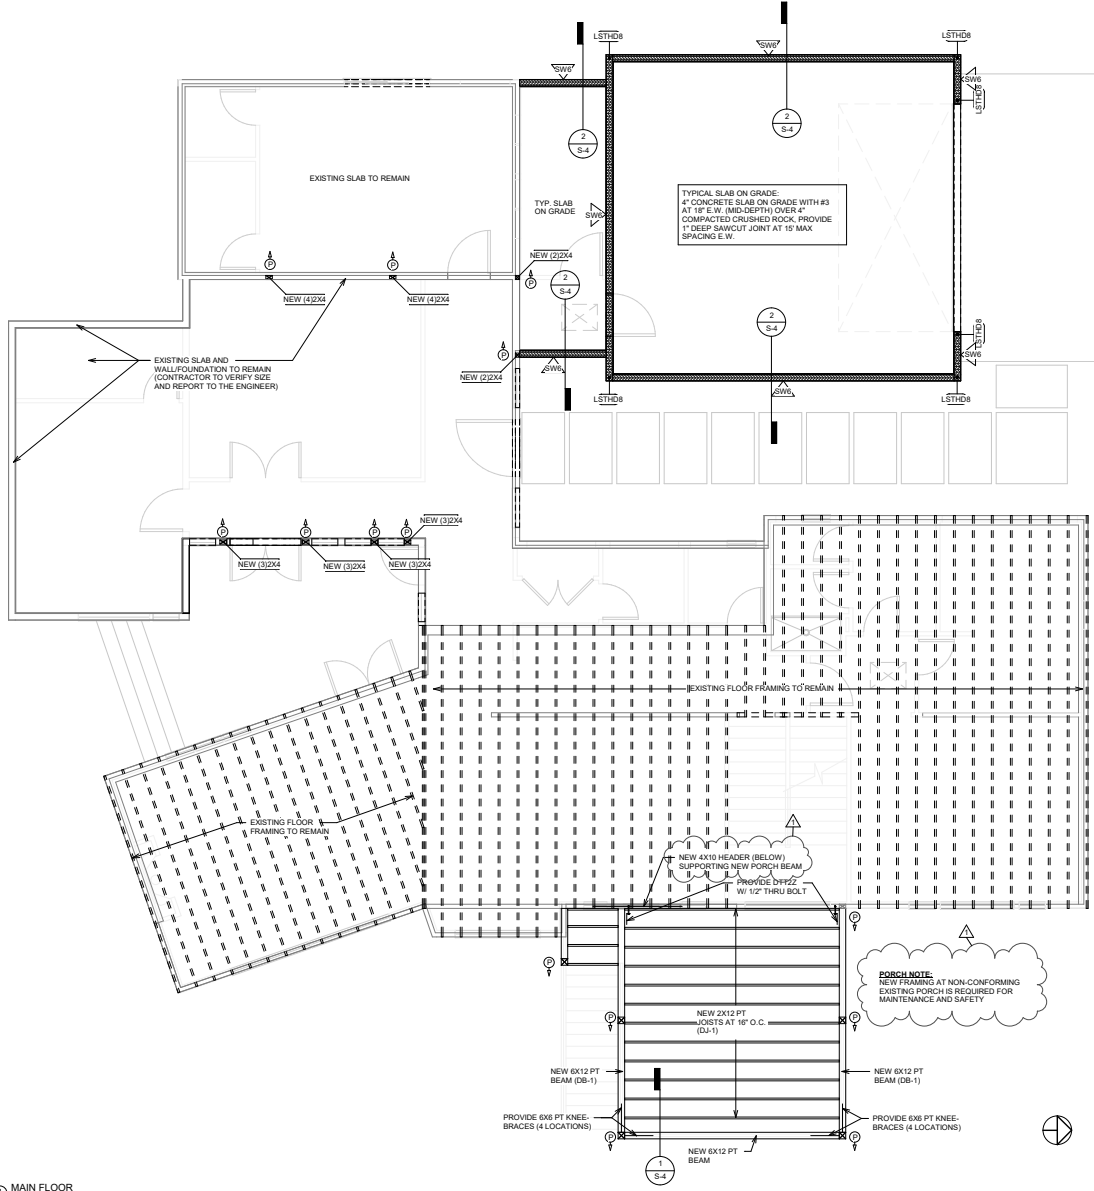 LSTHD8
LSTHD8
SW6
SW6
SW6
LSTHD8
2
S-4
2
S-4
EXISTING SLAB TO REMAIN
TYPICAL SLAB ON GRADE:
4" CONCRETE SLAB ON GRADE WITH #3
AT 18" E.W. (MID-DEPTH) OVER 4"
COMPACTED CRUSHED ROCK, PROVIDE
1" DEEP SAWCUT JOINT AT 15' MAX
SPACING E.W.
TYP. SLAB
ON GRADE
SW6
P
P
NEW (2)2X4
P
2
S-4
NEW (4)2X4
NEW (4)2X4
2
S-4
LSTHD8
P
SW6
EXISTING SLAB AND
WALL/FOUNDATION TO REMAIN
(CONTRACTOR TO VERIFY SIZE
AND REPORT TO THE ENGINEER)
NEW (2)2X4
SW6
SW6
LSTHD8
LSTHD8
NEW (3)2X4
P
P
P
P
NEW (3)2X4
NEW (3)2X4
NEW (3)2X4
EXISTING FLOOR FRAMING TO REMAIN
EXISTING FLOOR
FRAMING TO REMAIN
1
NEW 4X10 HEADER (BELOW)
SUPPORTING NEW PORCH BEAM
PROVIDE DTT2Z
W/ 1/2" THRU BOLT
P
1
P
PORCH NOTE:
NEW FRAMING AT NON-CONFORMING
EXISTING PORCH IS REQUIRED FOR
MAINTENANCE AND SAFETY
P
NEW 2X12 PT
JOISTS AT 16" O.C.
(DJ-1)
P
NEW 6X12 PT
BEAM (DB-1)
NEW 6X12 PT
BEAM (DB-1)
PROVIDE 6X6 PT KNEE-
BRACES (4 LOCATIONS)
PROVIDE 6X6 PT KNEE-
BRACES (4 LOCATIONS)
P
P
NEW 6X12 PT
BEAM
1
S-4
MAIN FLOOR